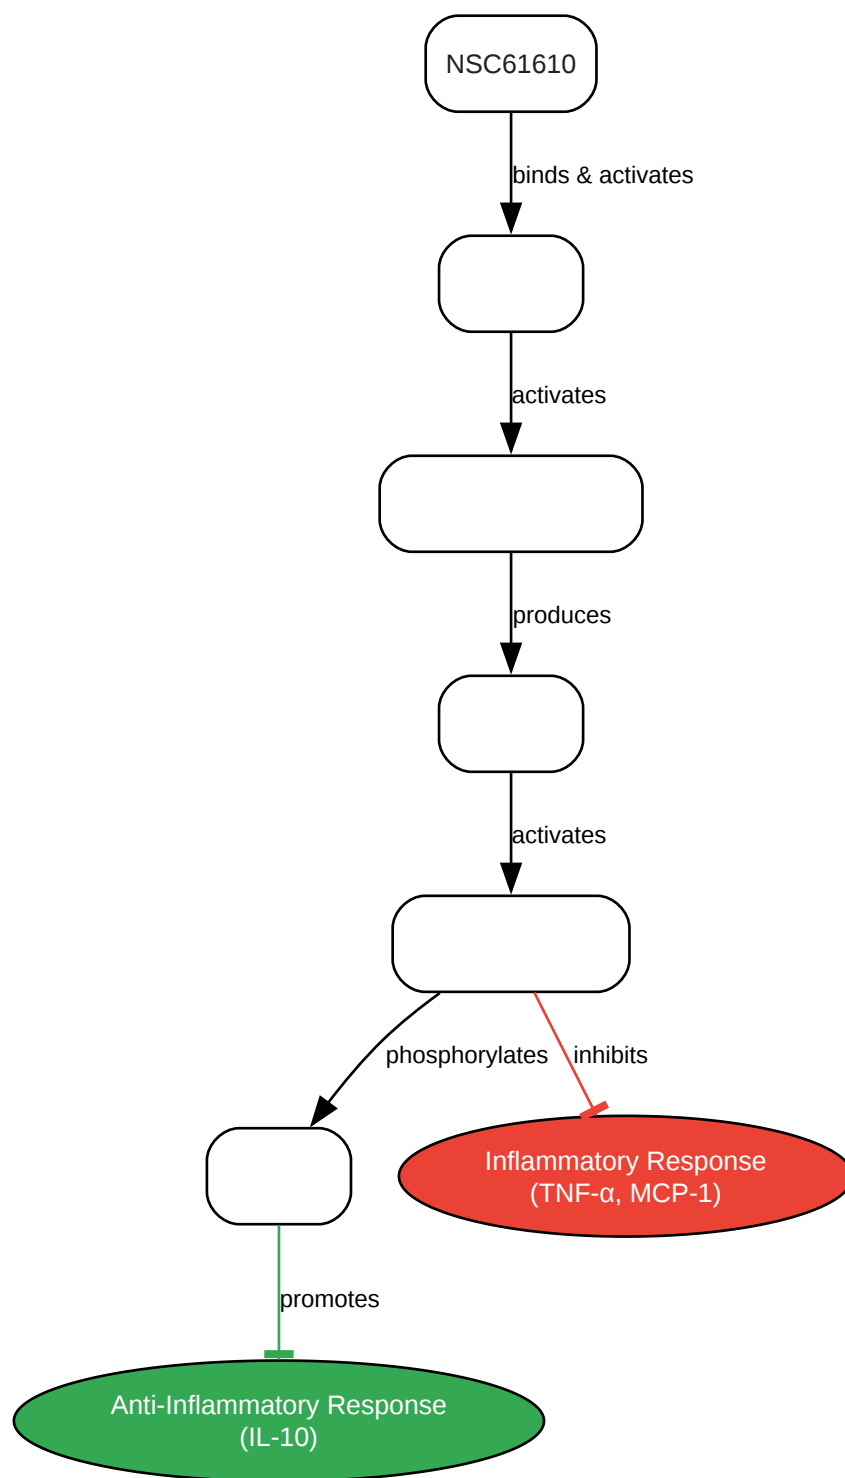 NSC61610
binds & activates
activates
produces
activates
phosphorylates
inhibits
Inflammatory Response
(TNF-α, MCP-1)
promotes
Anti-Inflammatory Response
(IL-10)